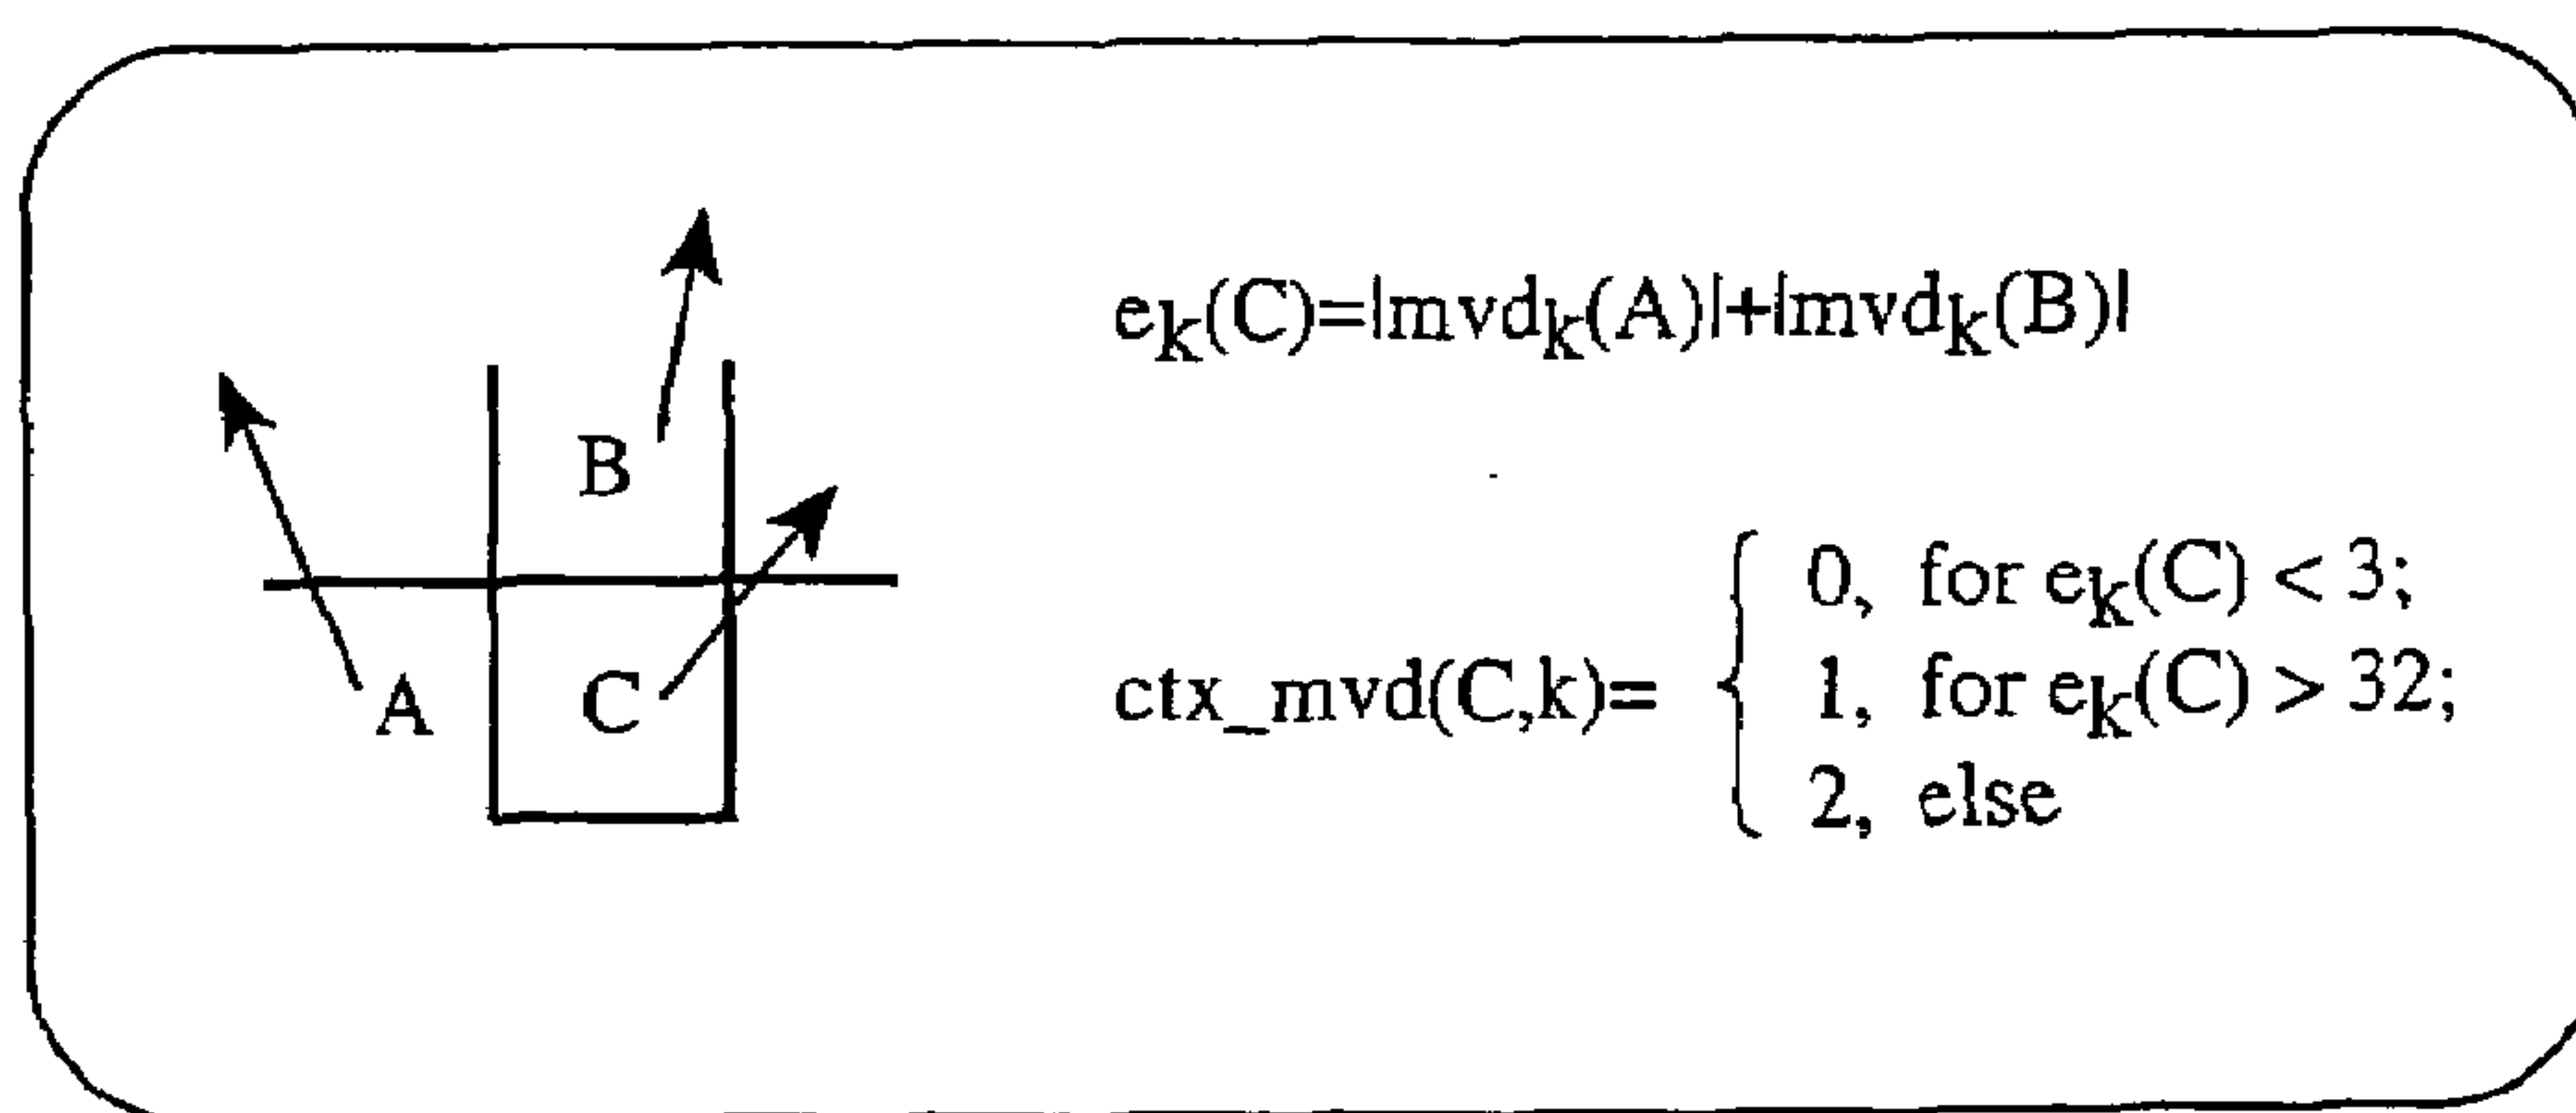 B
A C
e_k(C)=|mvd_k(A)|+|mvd_k(B)|
ctx_mvd(C,k)= {
0, for e_k(C) < 3;
1, for e_k(C) > 32;
2, else